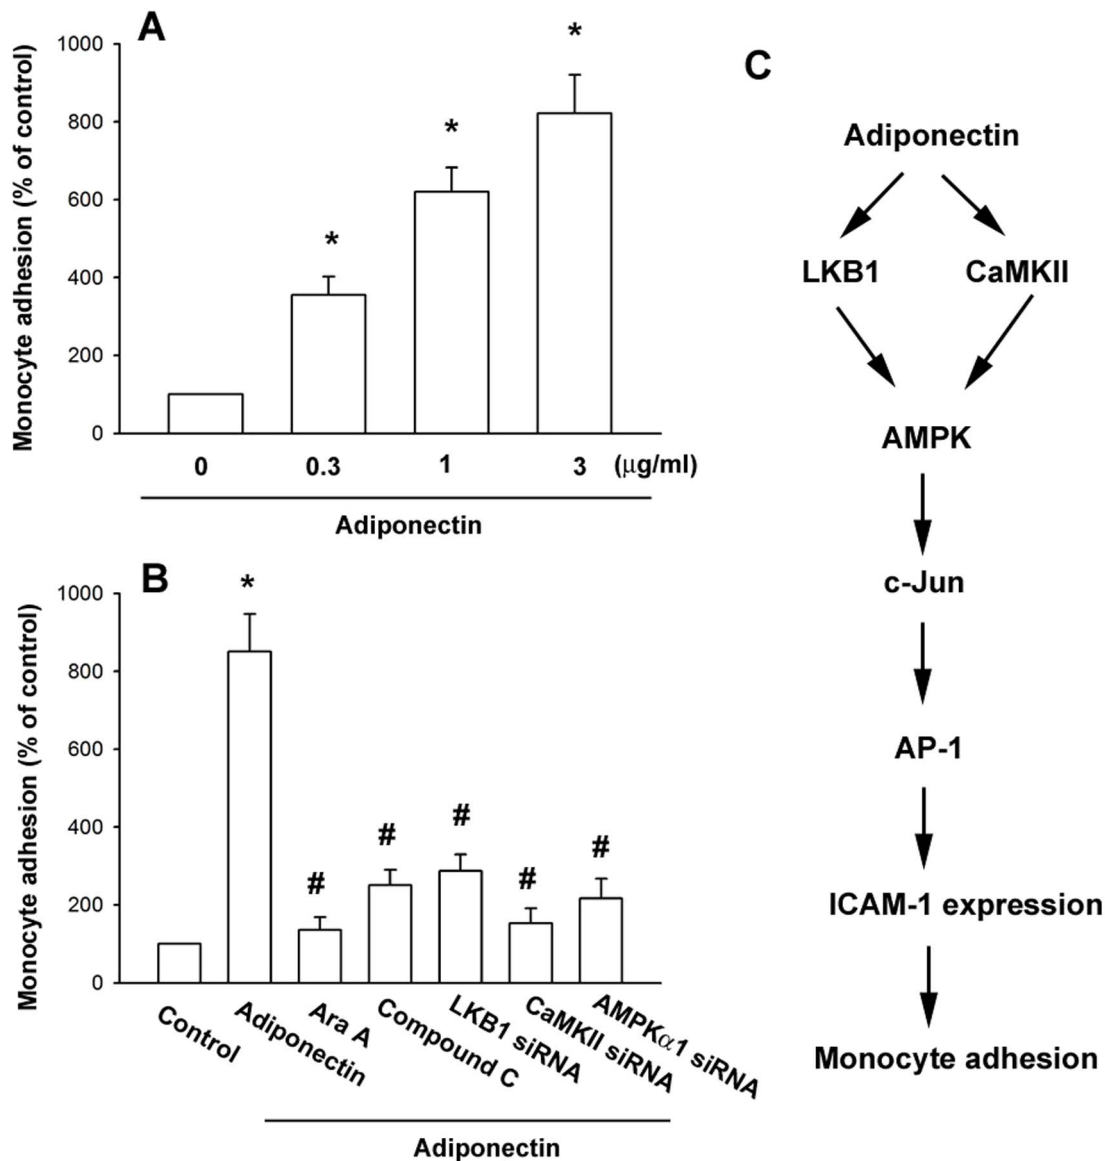 A
Monocyte adhesion (% of control)
1000
800
600
400
200
0
*
*
*
0 0.3 1 3 (μg/ml)
Adiponectin
B
Monocyte adhesion (% of control)
1000
800
600
400
200
0
*
#
#
#
#
#
Control
Adiponectin
Ara A
Compound C
LKB1 siRNA
CaMKII siRNA
AMPKα1 siRNA
Adiponectin
C
Adiponectin
LKB1 CaMKII
AMPK
c-Jun
AP-1
ICAM-1 expression
Monocyte adhesion